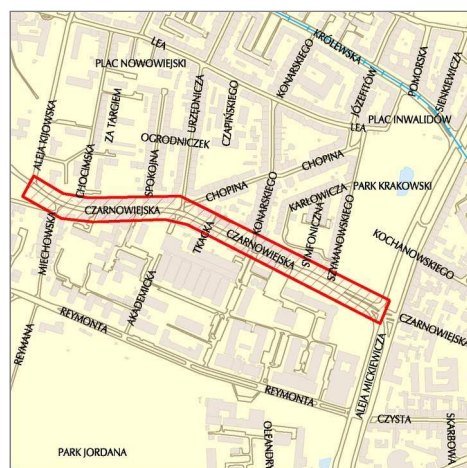 LEA
KRÓLEWSKA
PLAC NOWOWIEJSKI
KONARSKIEGO
POMORSKA
SIENKIEWICZA
JÓZEFITÓW
ZA TARGIEM
URZĘDNICZA
CZAPIŃSKIEGO
PLAC INWALIDÓW
LEA
OGRODNICZEK
ALEJA KIJOWSKA
CHOCIMSKA
SPOKOJNA
CHOPINA
CHOPINA
PARK KRAKOWSKI
KARŁOWICZA
CZARNOWIEJSKA
KONARSKIEGO
SYMFONICZNA
SZYMANOWSKIEGO
MIECHOWSKA
TKACKA
CZARNOWIEJSKA
KOCHANOWSKIEGO
AKADEMICKA
REYMONTA
CZARNOWIEJSKA
REYMANA
ALEJA MICKIEWICZA
REYMONTA
CZYSTA
SKARBOWA
OLEANDRY
PARK JORDANA